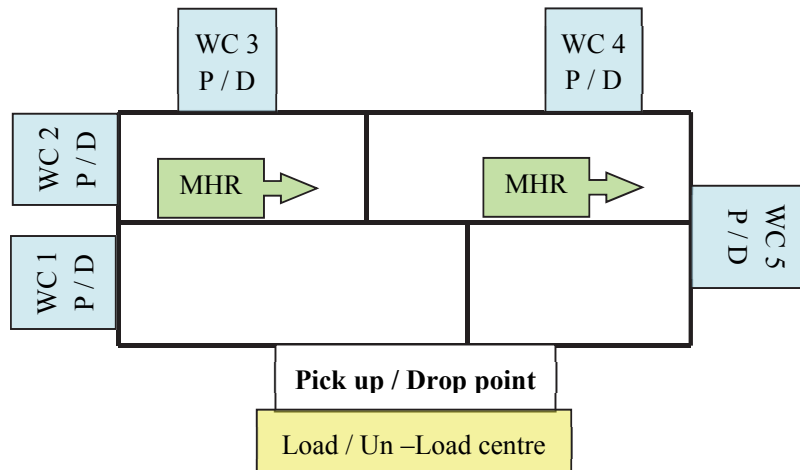 WC 3
P / D
WC 4
P / D
WC 2
P / D
MHR
MHR
WC 1
P / D
WC 5
P / D
Pick up / Drop point
Load / Un –Load centre